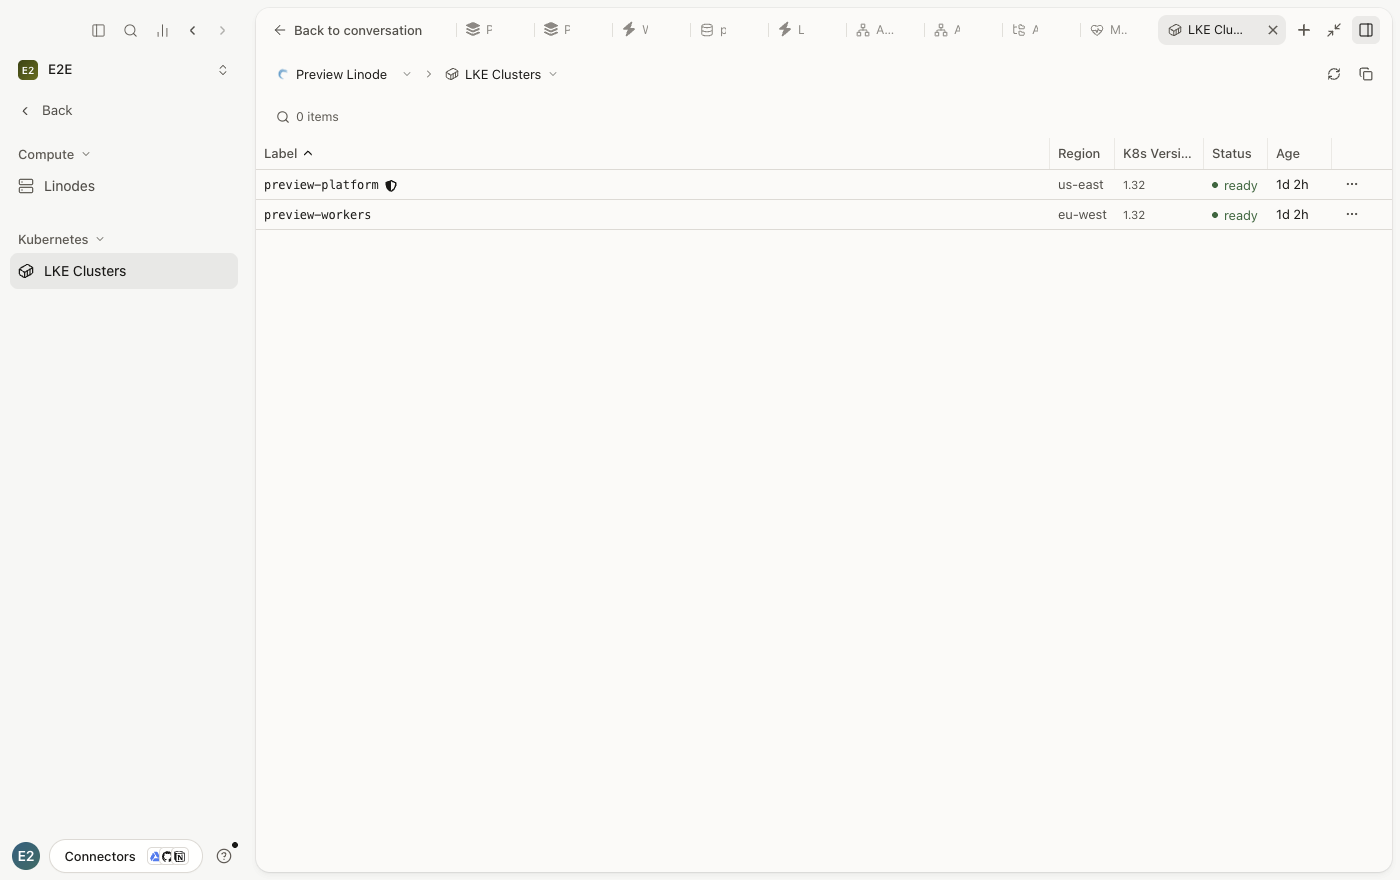 Back to conversation P P W p L A... A A M.. LKE Clu...
E2 E2E
Preview Linode LKE Clusters
Back
0 items
Compute
Linodes
Kubernetes
LKE Clusters
Label Region K8s Versi... Status Age
preview-platform us-east 1.32 ready 1d 2h ...
preview-workers eu-west 1.32 ready 1d 2h ...
E2 Connectors